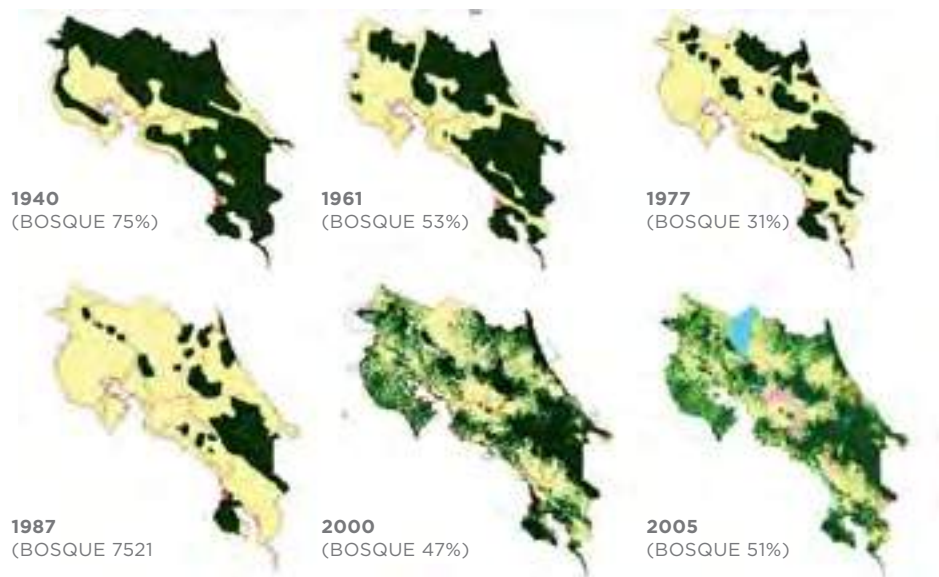 1940
(BOSQUE 75%)
1961
(BOSQUE 53%)
1977
(BOSQUE 31%)
1987
(BOSQUE 7521
2000
(BOSQUE 47%)
2005
(BOSQUE 51%)